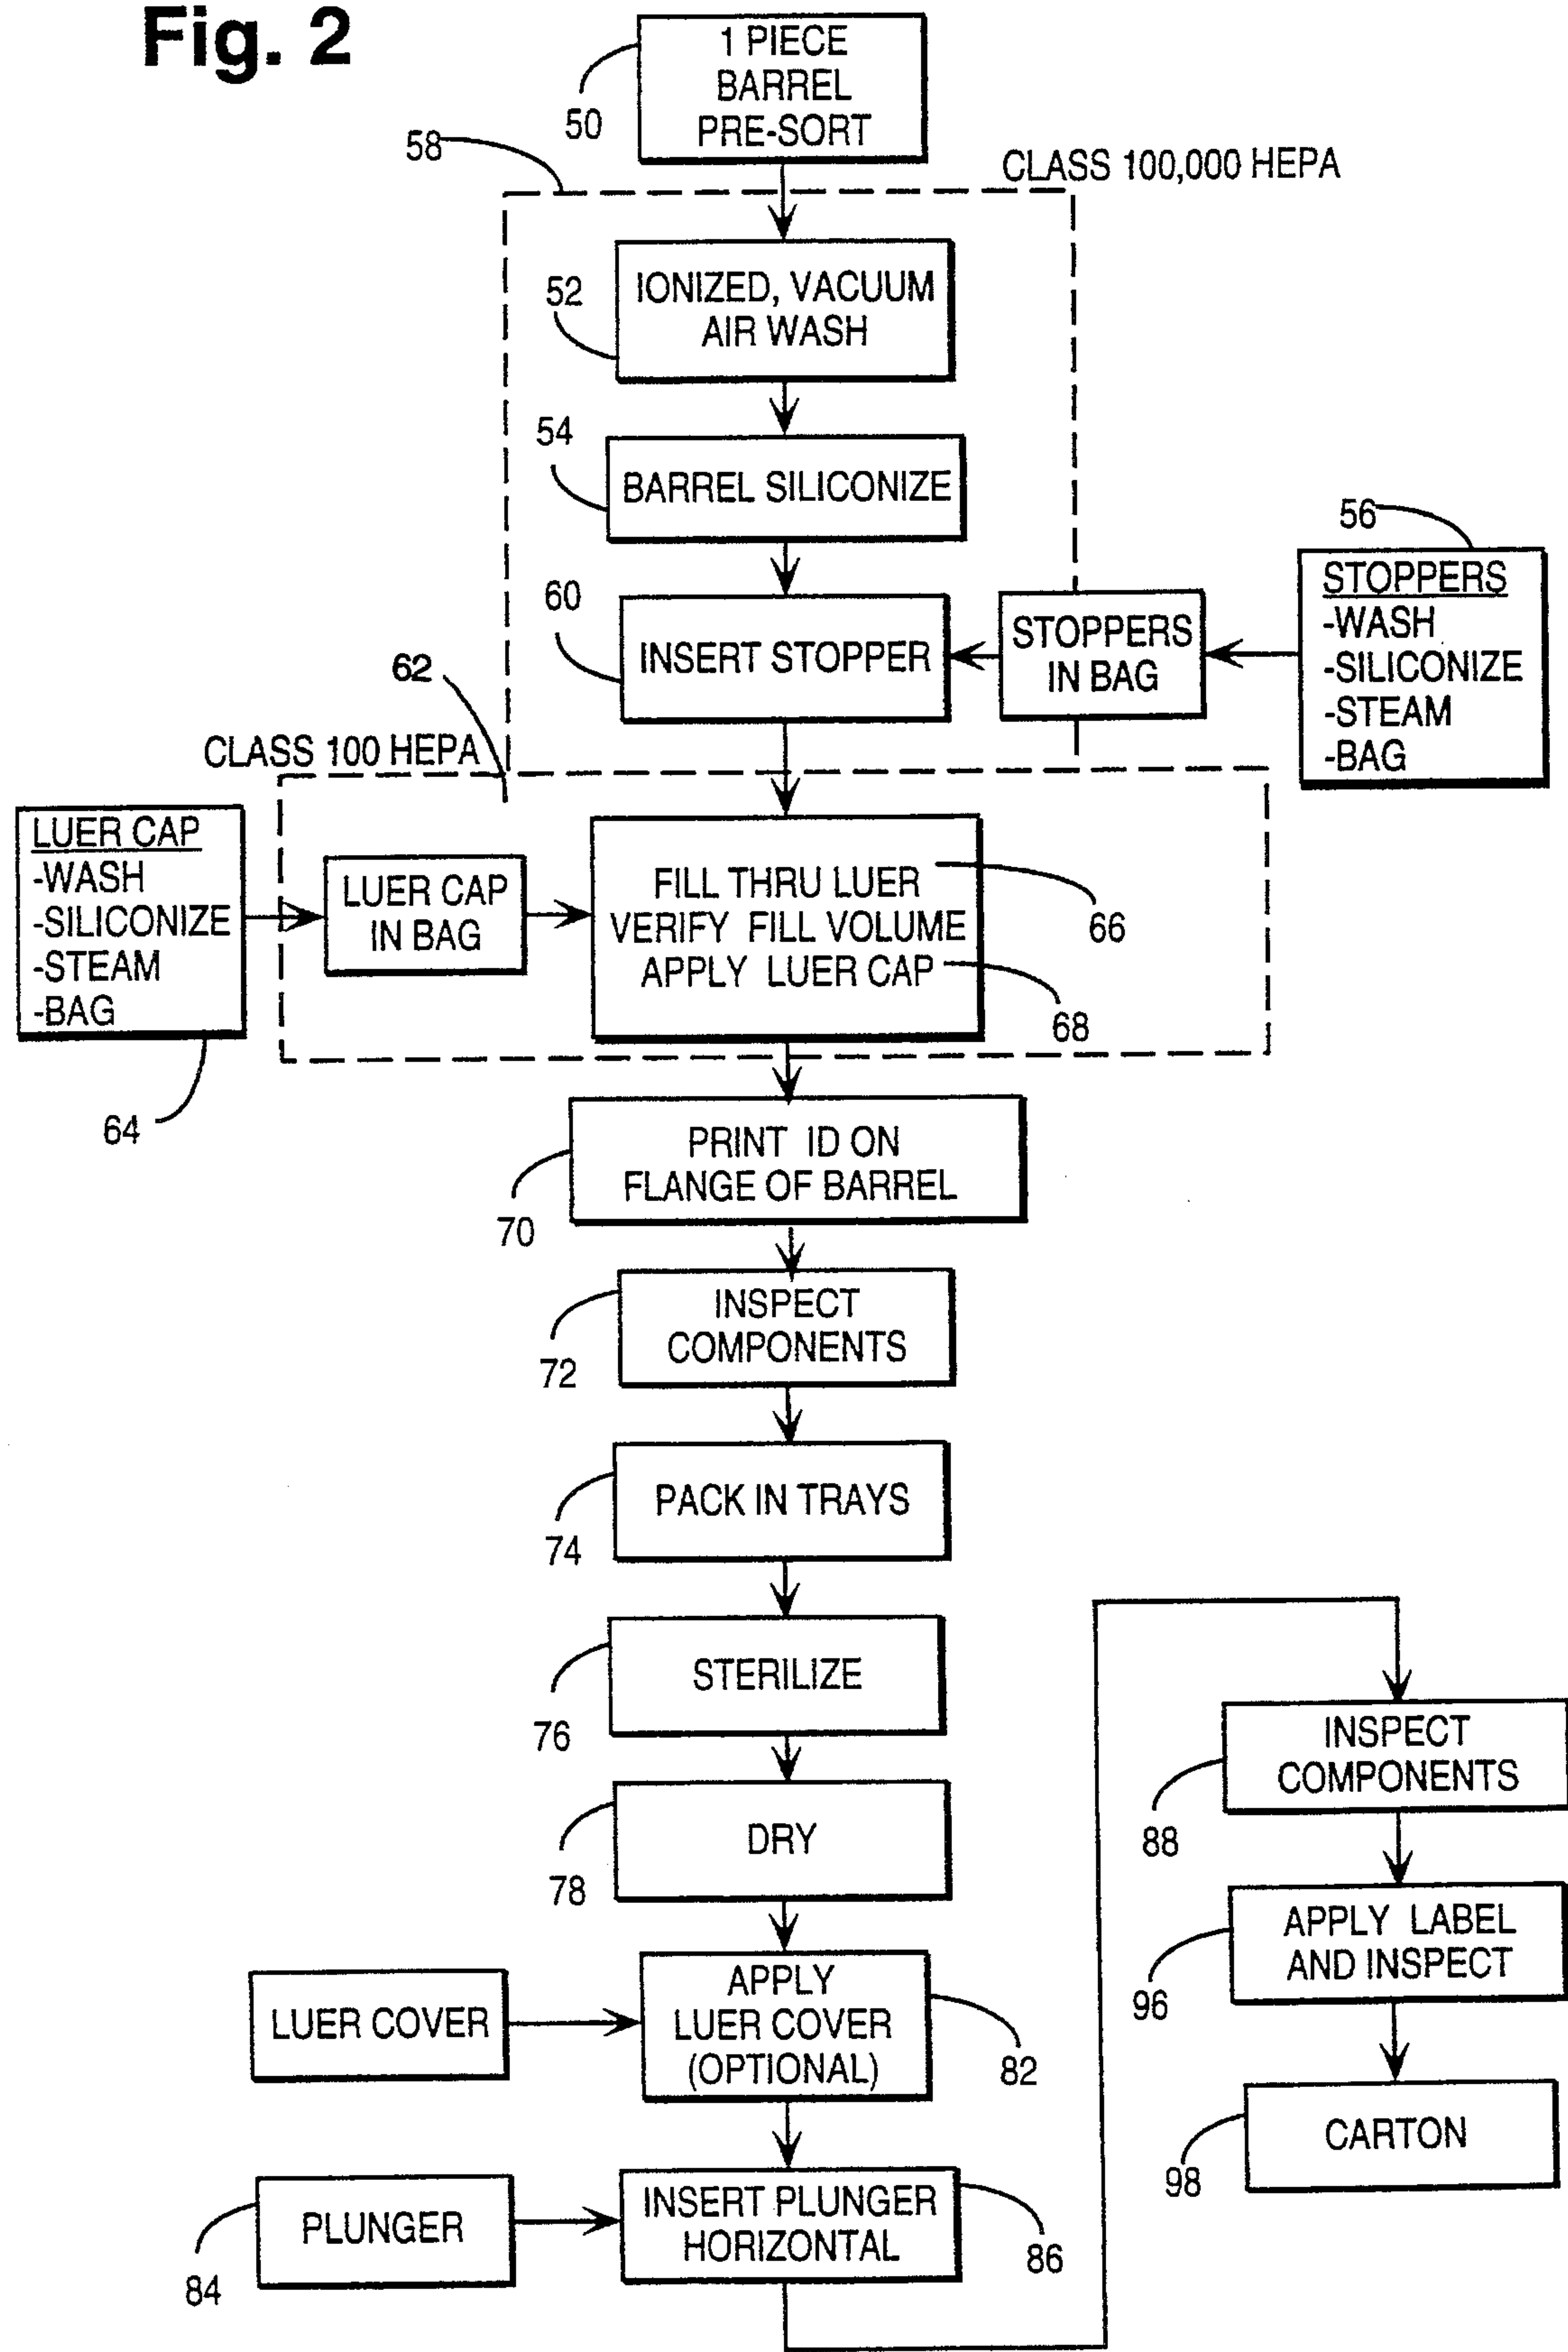 Fig. 2
1 PIECE
BARREL
PRE-SORT
50
58
CLASS 100,000 HEPA
IONIZED, VACUUM
AIR WASH
52
54
BARREL SILICONIZE
56
STOPPERS
-WASH
-SILICONIZE
-STEAM
-BAG
60
INSERT STOPPER
STOPPERS
IN BAG
62
CLASS 100 HEPA
LUER CAP
-WASH
-SILICONIZE
-STEAM
-BAG
64
LUER CAP
IN BAG
FILL THRU LUER
VERIFY FILL VOLUME
APPLY LUER CAP
66
68
PRINT ID ON
FLANGE OF BARREL
70
INSPECT
COMPONENTS
72
PACK IN TRAYS
74
STERILIZE
76
DRY
78
LUER COVER
APPLY
LUER COVER
(OPTIONAL)
82
PLUNGER
84
INSERT PLUNGER
HORIZONTAL
86
INSPECT
COMPONENTS
88
APPLY LABEL
AND INSPECT
96
CARTON
98